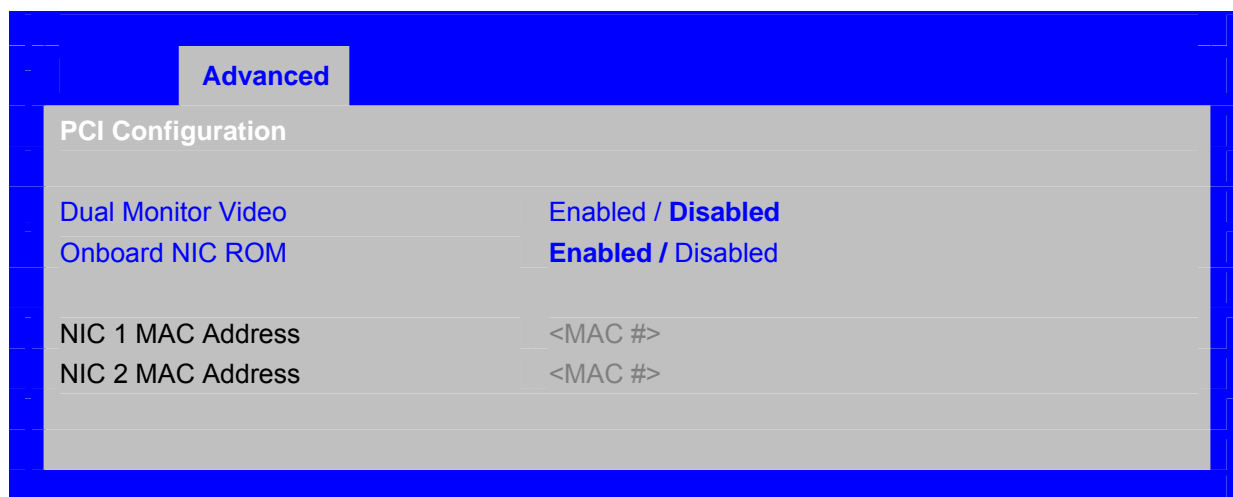 Advanced
PCI Configuration
Dual Monitor Video Enabled / Disabled
Onboard NIC ROM Enabled / Disabled
NIC 1 MAC Address <MAC #>
NIC 2 MAC Address <MAC #>